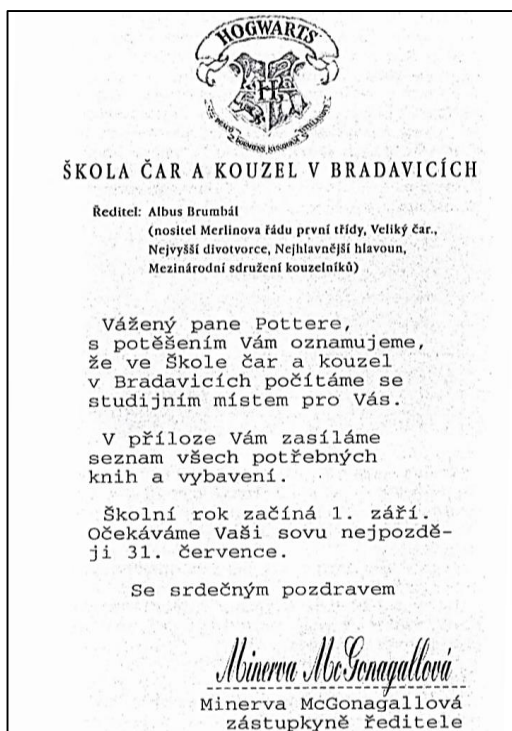 HOGWARTS
H
ŠKOLA ČAR A KOUZEL V BRADAVICÍCH
Ředitel: Albus Brumbál
(nositel Merlinova řádu první třídy, Veliký čar.,
Nejvyšší divotvorce, Nejhlavnější hlavoun,
Mezinárodní sdružení kouzelníků)
Vážený pane Pottere,
s potěšením Vám oznamujeme,
že ve Škole čar a kouzel
v Bradavicích počítáme se
studijním místem pro Vás.
V příloze Vám zasíláme
seznam všech potřebných
knih a vybavení.
Školní rok začíná 1. září.
Očekáváme Vaši sovu nejpozdě-
ji 31. července.
Se srdečným pozdravem
Minerva McGonagallová
Minerva McGonagallová
zástupkyně ředitele